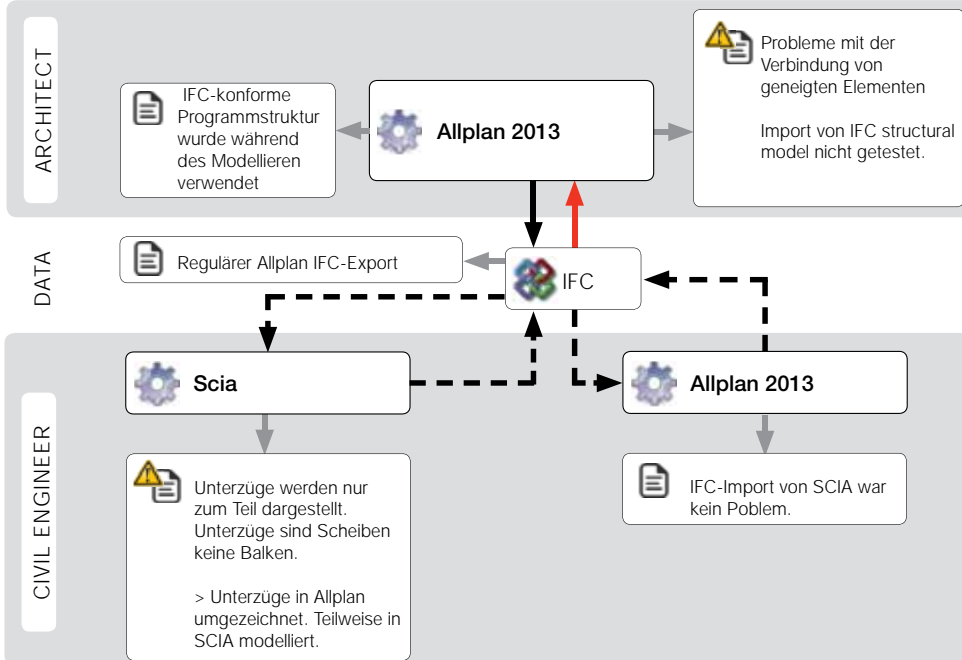 ARCHITECT
IFC-konforme
Programmstruktur
wurde während
des Modellieren
verwendet
Allplan 2013
Probleme mit der
Verbindung von
geneigten Elementen
Import von IFC structural
model nicht getestet.
DATA
Regulärer Allplan IFC-Export
IFC
CIVIL ENGINEER
Scia
Allplan 2013
Unterzüge werden nur
zum Teil dargestellt.
Unterzüge sind Scheiben
keine Balken.
> Unterzüge in Allplan
umgezeichnet. Teilweise in
SCIA modelliert.
IFC-Import von SCIA war
kein Poblem.